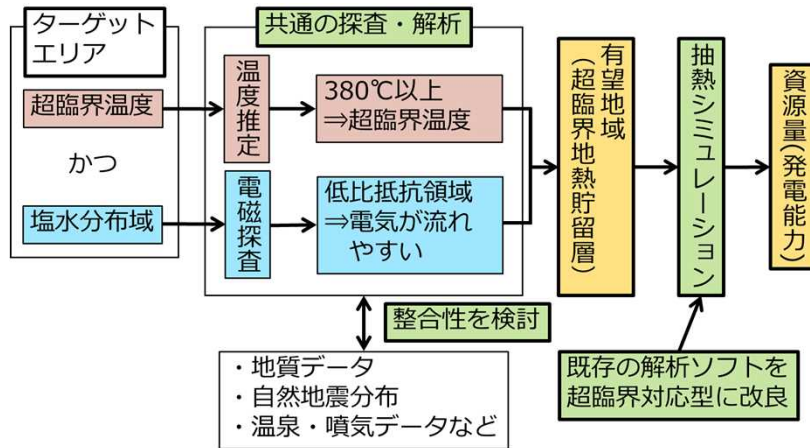 ターゲット
エリア
超臨界温度
かつ
塩水分布域
共通の探査・解析
温度推定
380℃以上
⇒超臨界温度
電磁探査
低比抵抗領域
⇒電気が流れ
やすい
有望地域
(超臨界地熱貯留層)
抽熱シミュレーション
資源量(発電能力)
整合性を検討
・地質データ
・自然地震分布
・温泉・噴気データなど
既存の解析ソフトを
超臨界対応型に改良